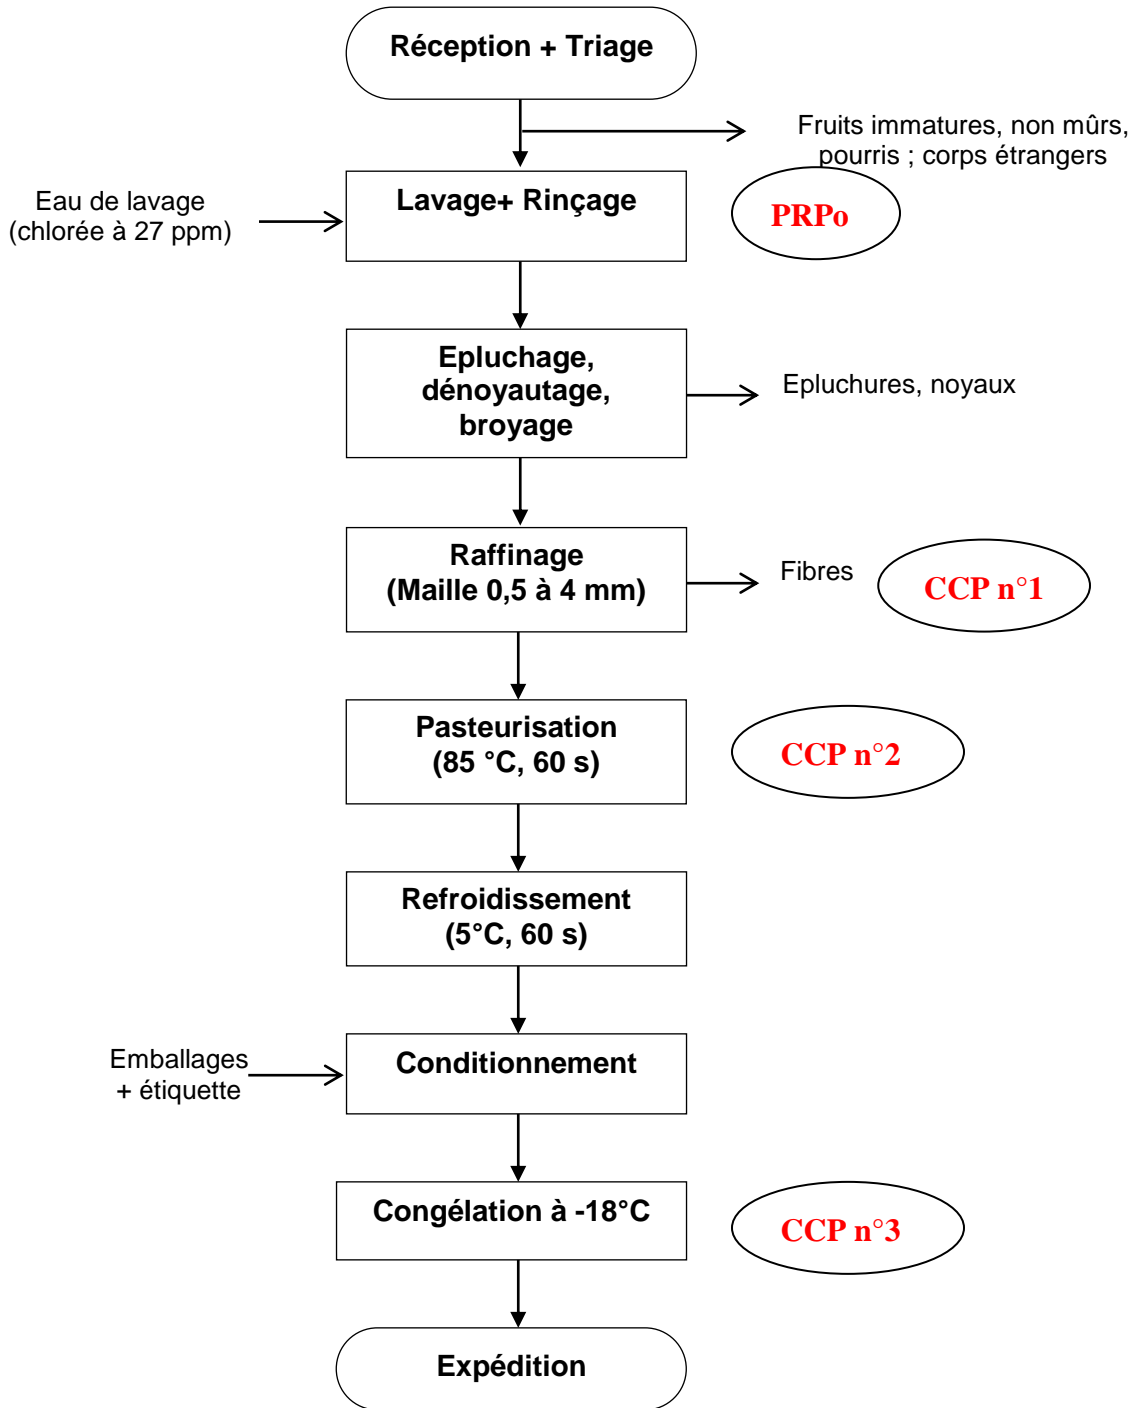 Réception + Triage
Fruits immatures, non mûrs,
pourris ; corps étrangers
Eau de lavage
(chlorée à 27 ppm)
Lavage+ Rinçage
PRPo
Epluchage,
dénoyautage,
broyage
Epluchures, noyaux
Raffinage
(Maille 0,5 à 4 mm)
Fibres
CCP n°1
Pasteurisation
(85 °C, 60 s)
CCP n°2
Refroidissement
(5°C, 60 s)
Emballages
+ étiquette
Conditionnement
Congélation à -18°C
CCP n°3
Expédition